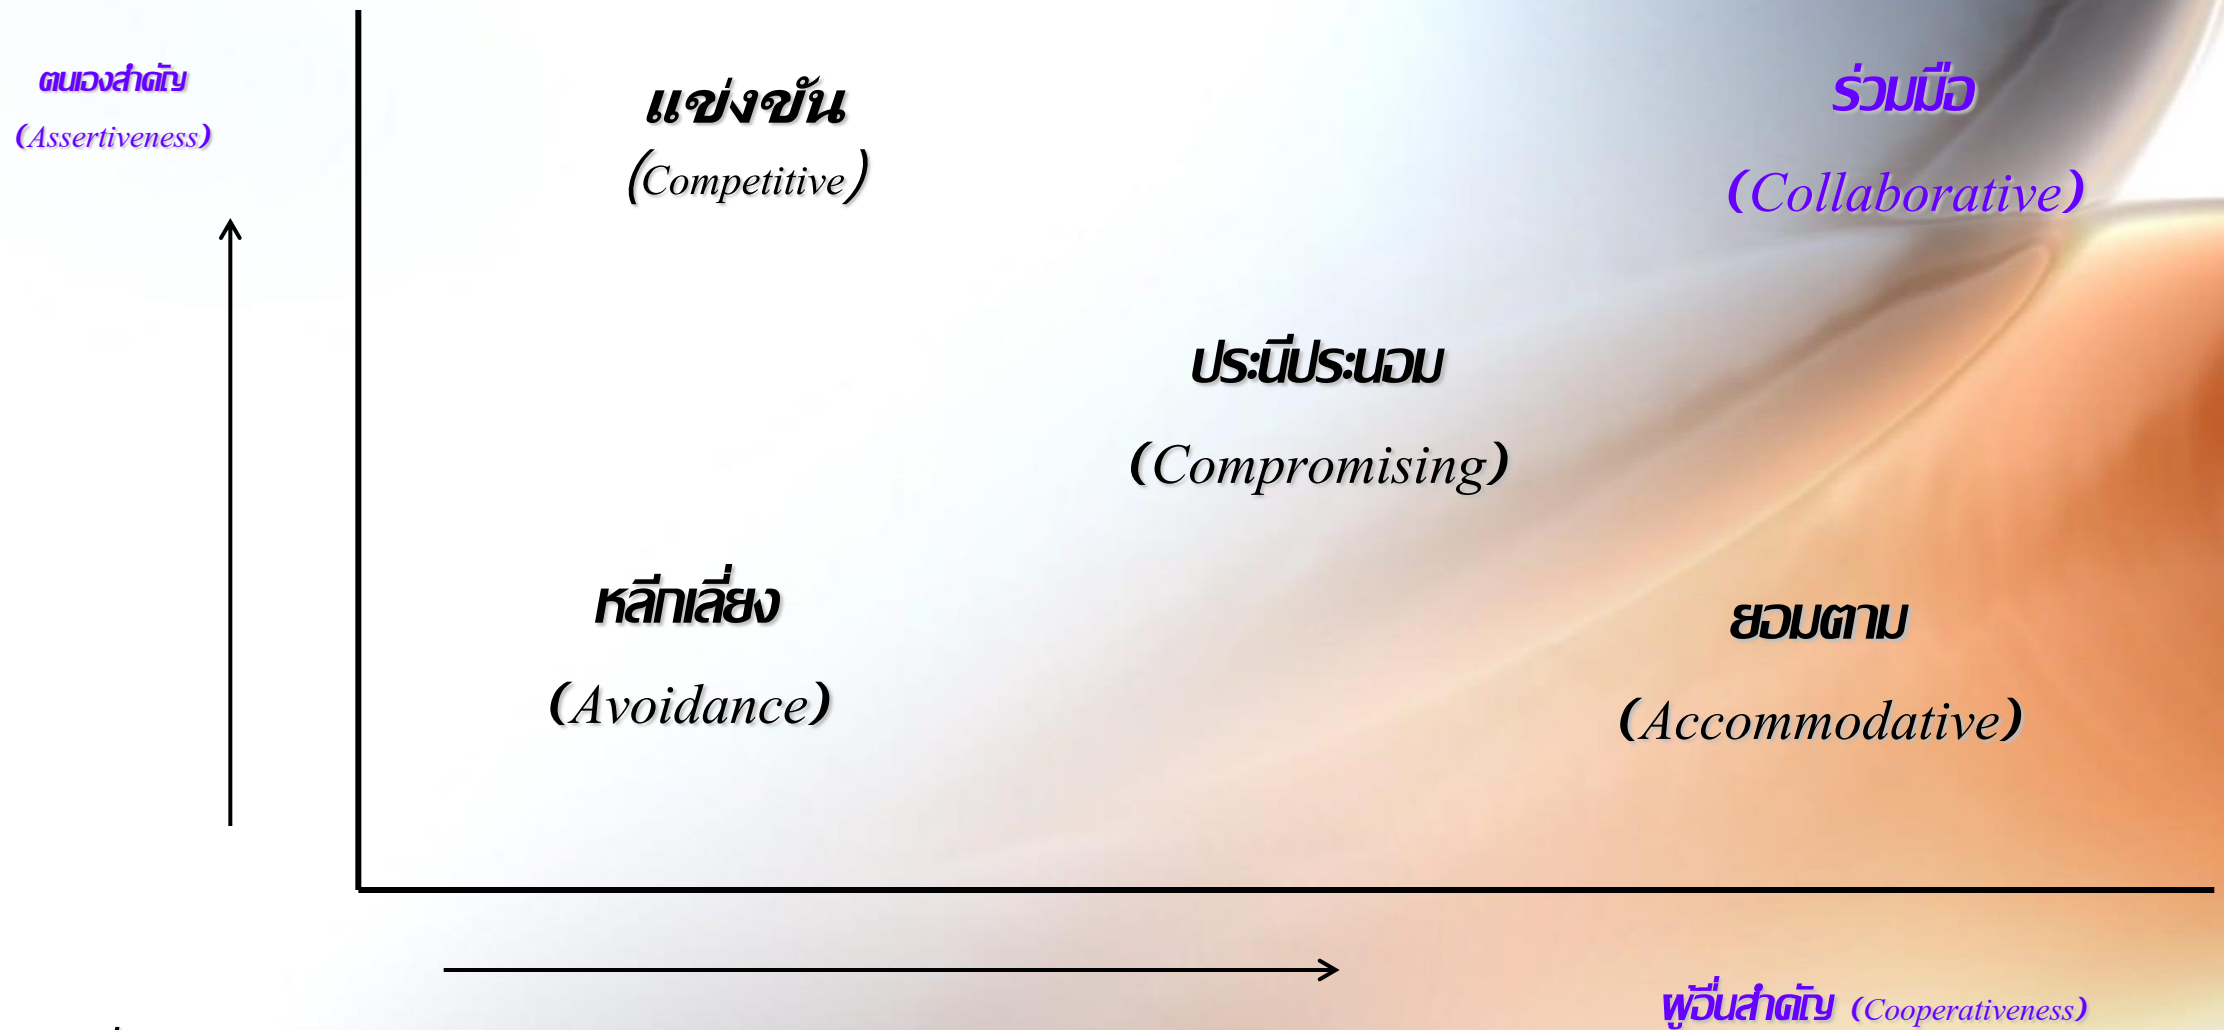 ตนเองสำคัญ
(Assertiveness)
แข่งขัน
(Competitive)
ร่วมมือ
(Collaborative)
ประนีประนอม
(Compromising)
หลีกเลี่ยง
(Avoidance)
ยอมตาม
(Accommodative)
ผู้อื่นสำคัญ (Cooperativeness)